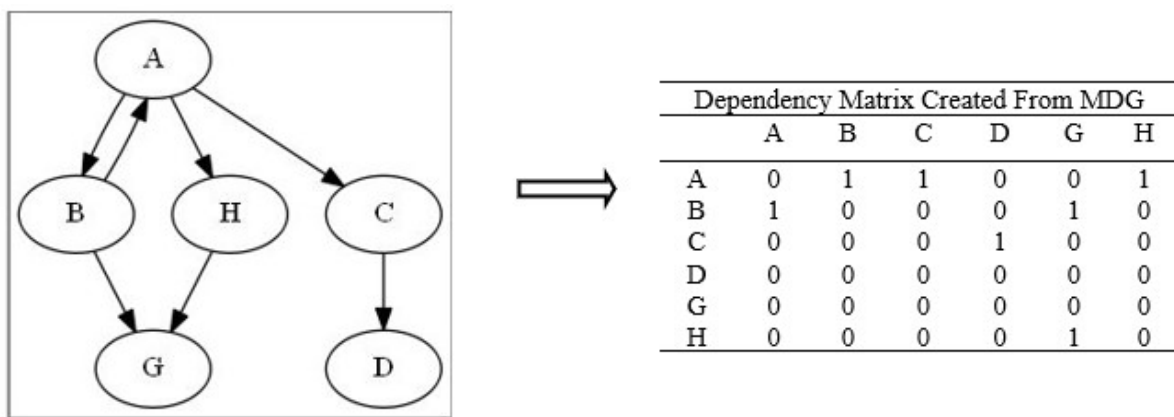 A
B H C
G D
Dependency Matrix Created From MDG
A B C D G H
A 0 1 1 0 0 1
B 1 0 0 0 1 0
C 0 0 0 1 0 0
D 0 0 0 0 0 0
G 0 0 0 0 0 0
H 0 0 0 0 1 0